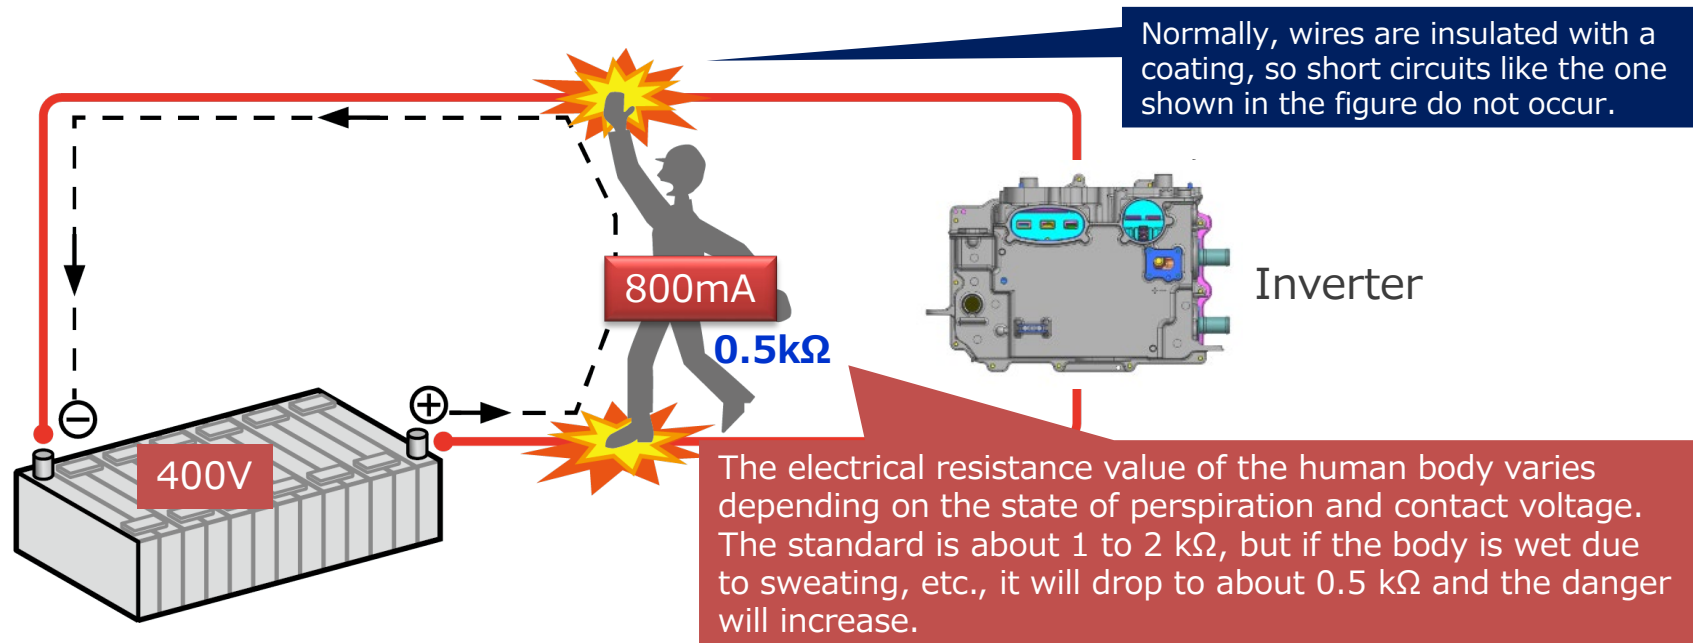 Normally, wires are insulated with a
coating, so short circuits like the one
shown in the figure do not occur.
800mA
0.5kΩ
Inverter
⊖
⊕
400V
The electrical resistance value of the human body varies
depending on the state of perspiration and contact voltage.
The standard is about 1 to 2 kΩ, but if the body is wet due
to sweating, etc., it will drop to about 0.5 kΩ and the danger
will increase.